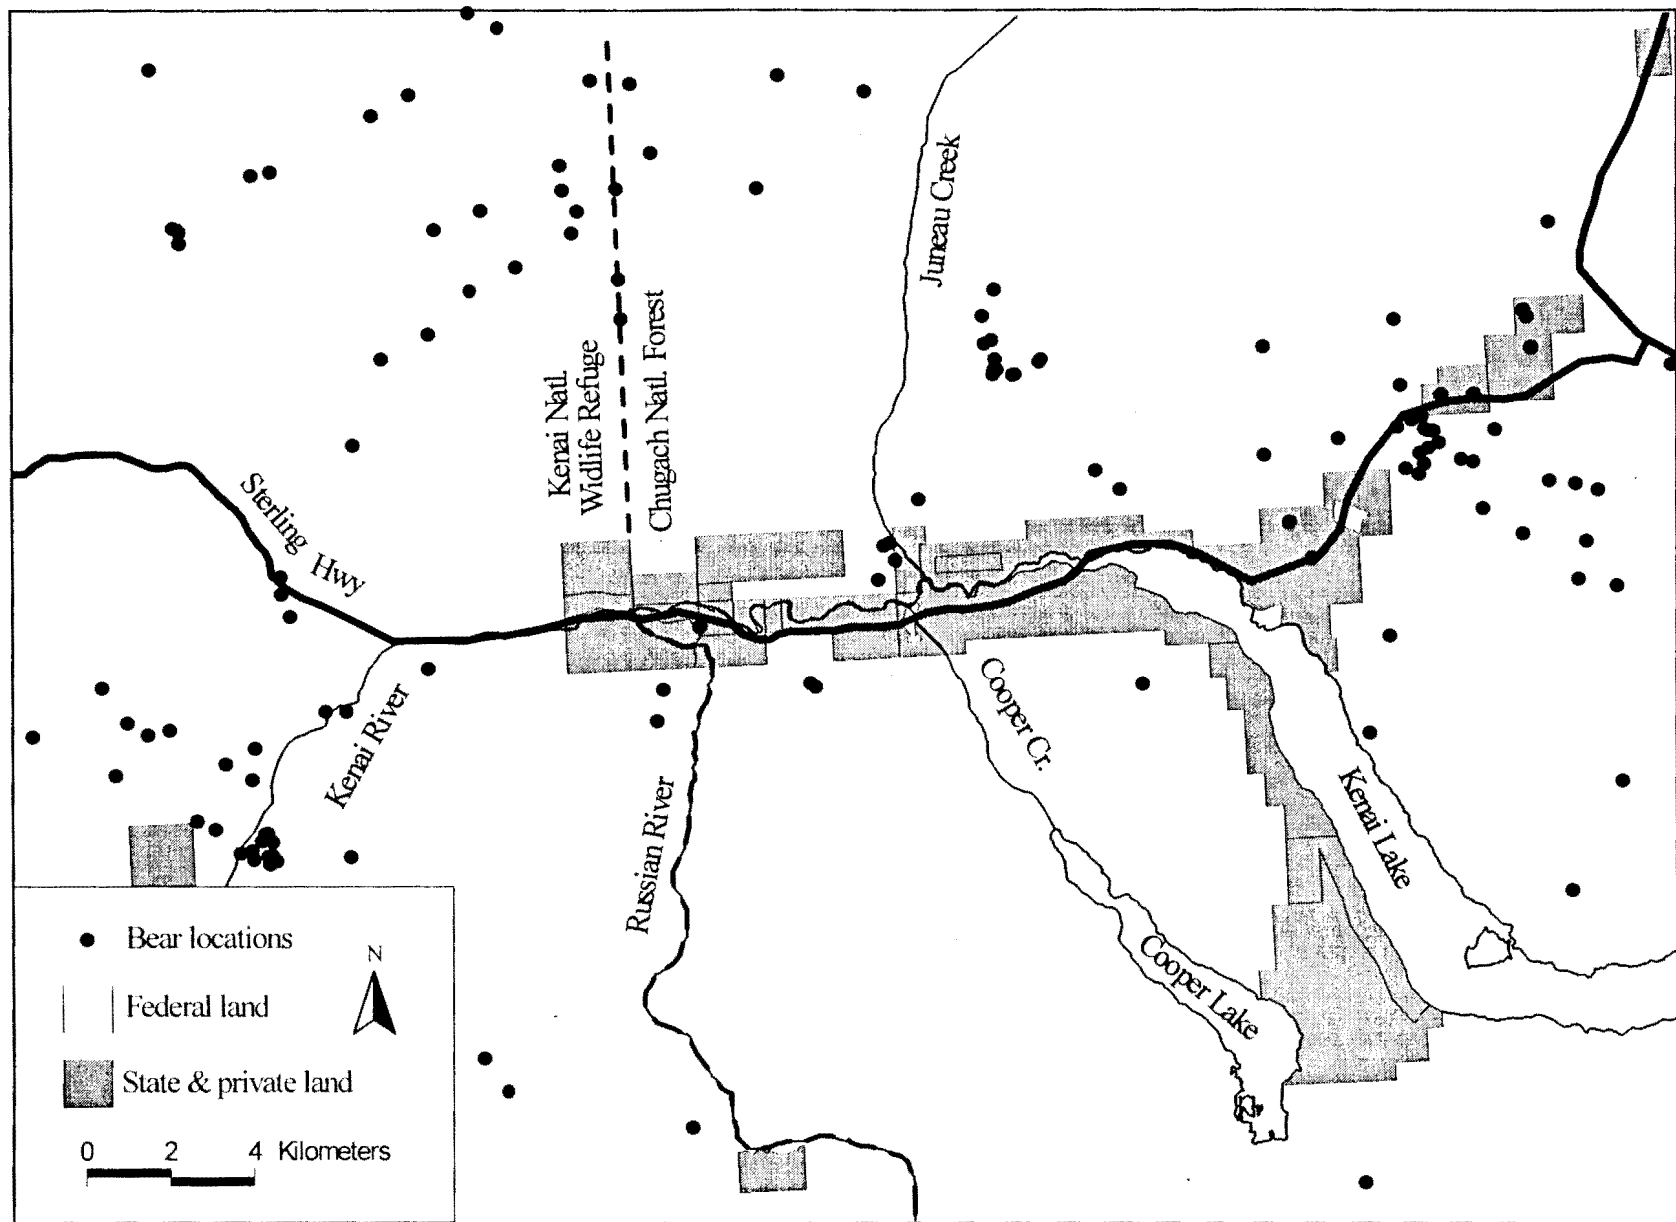 Juneau Creek
Kenai Natl.
Widlife Refuge
Chugach Natl. Forest
Sterling Hwy
Kenai River
Russian River
Cooper Cr.
Kenai Lake
Cooper Lake
Bear locations
N
Federal land
State & private land
0 2 4 Kilometers